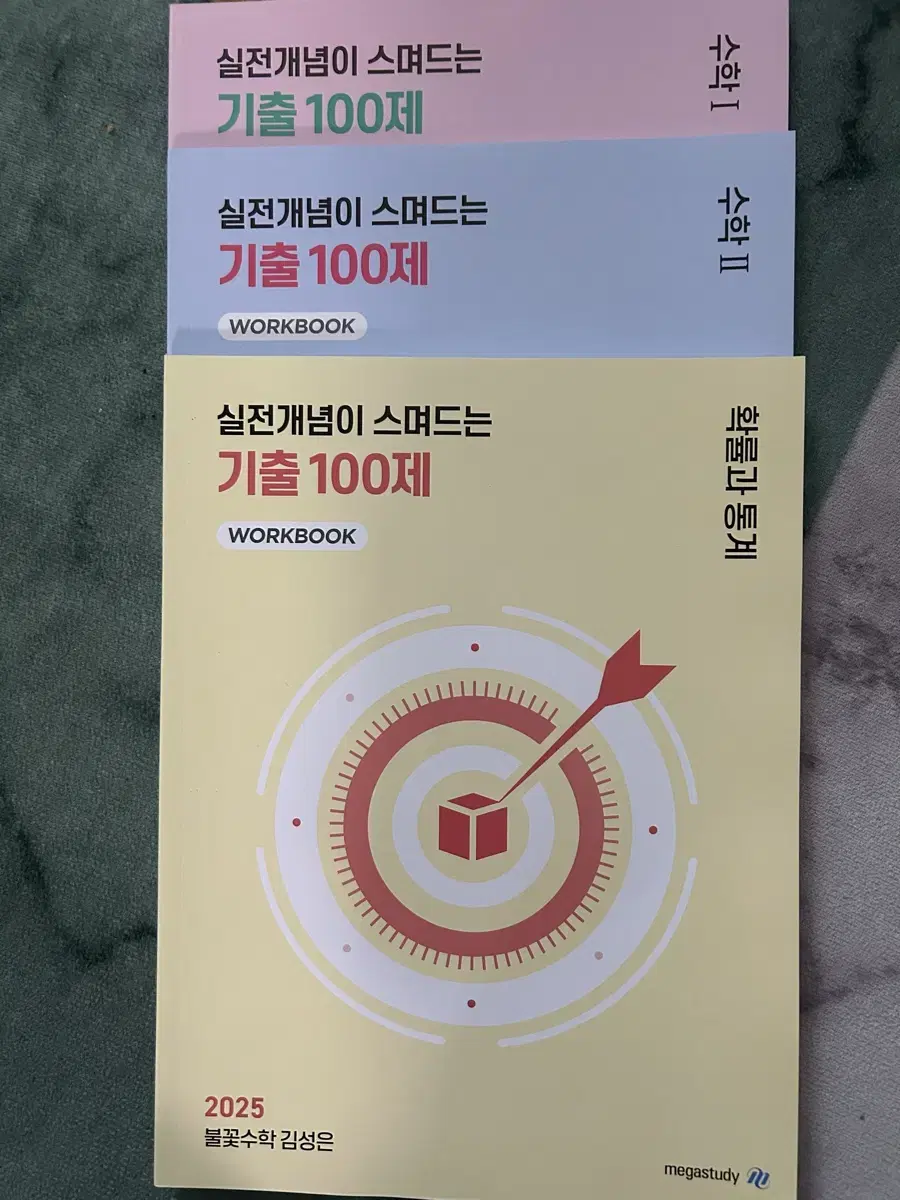 실전개념이 스며드는
기출 100제
수학 I
실전개념이 스며드는
기출 100제
WORKBOOK
수학 II
실전개념이 스며드는
기출 100제
WORKBOOK
확률과 통계
2025
불꽃수학 김성은
megastudy